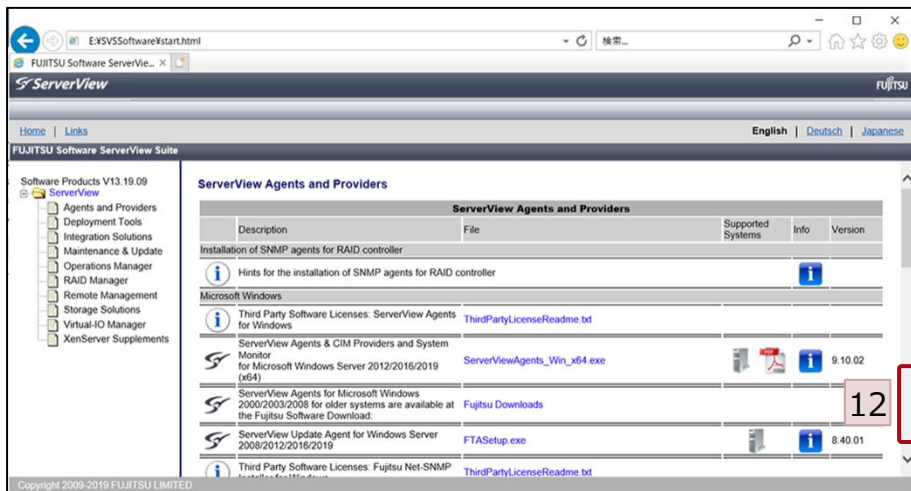 E:¥SVSSoftware¥start.html
検索...
FUJITSU Software ServerVie...
ServerView
FUJITSU
Home | Links
English | Deutsch | Japanese
FUJITSU Software ServerView Suite
Software Products V13.19.09
ServerView
Agents and Providers
Deployment Tools
Integration Solutions
Maintenance & Update
Operations Manager
RAID Manager
Remote Management
Storage Solutions
Virtual-IO Manager
XenServer Supplements
ServerView Agents and Providers
ServerView Agents and Providers
Description File Supported Systems Info Version
Installation of SNMP agents for RAID controller
Hints for the installation of SNMP agents for RAID controller
Microsoft Windows
Third Party Software Licenses: ServerView Agents
for Windows
ThirdPartyLicenseReadme.txt
ServerView Agents & CIM Providers and System
Monitor
for Microsoft Windows Server 2012/2016/2019
(x64)
ServerViewAgents_Win_x64.exe
PDF
9.10.02
ServerView Agents for Microsoft Windows
2000/2003/2008 for older systems are available at
the Fujitsu Software Download:
Fujitsu Downloads
12
ServerView Update Agent for Windows Server
2008/2012/2016/2019
FTASetup.exe
8.40.01
Third Party Software Licenses: Fujitsu Net-SNMP
ThirdPartyLicenseReadme.txt
Copyright 2009-2019 FUJITSU LIMITED